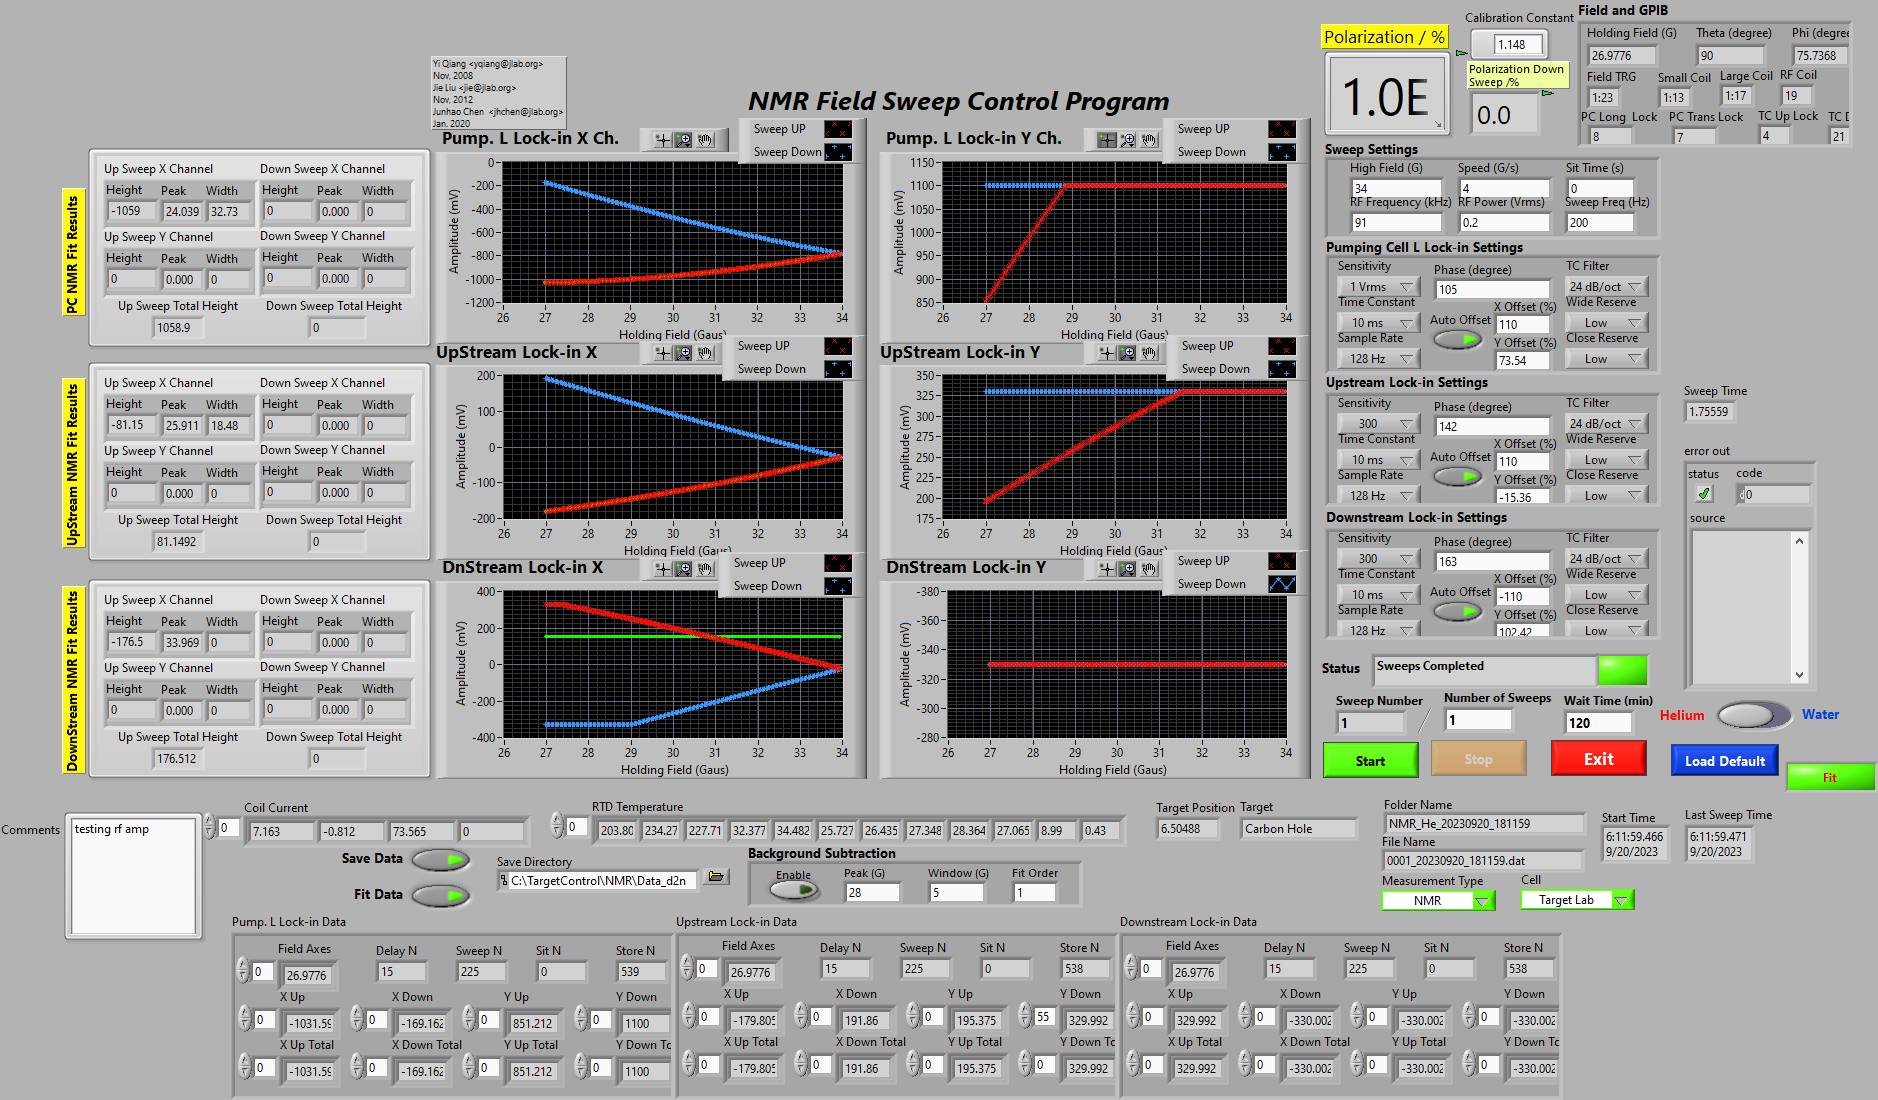 Yi Qiang <yqiang@jlab.org>
Nov, 2008
Jie Liu <jie@jlab.org>
Nov, 2012
Junhao Chen <jhchen@jlab.org>
Jan. 2020
NMR Field Sweep Control Program
Polarization / %
1.0E
Calibration Constant
1.148
Polarization Down
Sweep /%
0.0
Field and GPIB
Holding Field (G) Theta (degree) Phi (degree
26.9776 90 75.7368
Field TRG Small Coil Large Coil RF Coil
1:23 1:13 1:17 19
PC Long Lock PC Trans Lock TC Up Lock TC D
8 7 4 21
PC NMR Fit Results
Up Sweep X Channel Down Sweep X Channel
Height Peak Width Height Peak Width
-1059 24.039 32.73 0 0.000 0
Up Sweep Y Channel Down Sweep Y Channel
Height Peak Width Height Peak Width
0 0.000 0 0 0.000 0
Up Sweep Total Height Down Sweep Total Height
1058.9 0
UpStream NMR Fit Results
Up Sweep X Channel Down Sweep X Channel
Height Peak Width Height Peak Width
-81.15 25.911 18.48 0 0.000 0
Up Sweep Y Channel Down Sweep Y Channel
Height Peak Width Height Peak Width
0 0.000 0 0 0.000 0
Up Sweep Total Height Down Sweep Total Height
81.1492 0
DownStream NMR Fit Results
Up Sweep X Channel Down Sweep X Channel
Height Peak Width Height Peak Width
-176.5 33.969 0 0 0.000 0
Up Sweep Y Channel Down Sweep Y Channel
Height Peak Width Height Peak Width
0 0.000 0 0 0.000 0
Up Sweep Total Height Down Sweep Total Height
176.512 0
Pump. L Lock-in X Ch.
Sweep UP
Sweep Down
Amplitude (mV)
0
-200
-400
-600
-800
-1000
-1200
26 27 28 29 30 31 32 33 34
Holding Field (Gaus)
Pump. L Lock-in Y Ch.
Sweep UP
Sweep Down
Amplitude (mV)
1150
1100
1050
1000
950
900
850
26 27 28 29 30 31 32 33 34
Holding Field (Gaus)
UpStream Lock-in X
Sweep UP
Sweep Down
Amplitude (mV)
200
100
0
-100
-200
26 27 28 29 30 31 32 33 34
Holding Field (Gaus)
UpStream Lock-in Y
Sweep UP
Sweep Down
Amplitude (mV)
350
325
300
275
250
225
200
175
26 27 28 29 30 31 32 33 34
Holding Field (Gaus)
DnStream Lock-in X
Sweep UP
Sweep Down
Amplitude (mV)
400
200
0
-200
-400
26 27 28 29 30 31 32 33 34
Holding Field (Gaus)
DnStream Lock-in Y
Sweep UP
Sweep Down
Amplitude (mV)
-380
-360
-340
-320
-300
-280
26 27 28 29 30 31 32 33 34
Holding Field (Gaus)
Sweep Settings
High Field (G) Speed (G/s) Sit Time (s)
34 4 0
RF Frequency (kHz) RF Power (Vrms) Sweep Freq (Hz)
91 0.2 200
Pumping Cell L Lock-in Settings
Sensitivity Phase (degree) TC Filter
1 Vrms 105 24 dB/oct
Time Constant X Offset (%) Wide Reserve
10 ms Auto Offset 110 Low
Sample Rate Y Offset (%) Close Reserve
128 Hz 73.54 Low
Upstream Lock-in Settings
Sensitivity Phase (degree) TC Filter
300 142 24 dB/oct
Time Constant X Offset (%) Wide Reserve
10 ms Auto Offset 110 Low
Sample Rate Y Offset (%) Close Reserve
128 Hz -15.36 Low
Downstream Lock-in Settings
Sensitivity Phase (degree) TC Filter
300 163 24 dB/oct
Time Constant X Offset (%) Wide Reserve
10 ms Auto Offset -110 Low
Sample Rate Y Offset (%) Close Reserve
128 Hz 102.42 Low
Sweep Time
1.75559
error out
status code
0
source
Status Sweeps Completed
Sweep Number Number of Sweeps Wait Time (min)
1 / 1 120
Helium Water
Start Stop Exit Load Default Fit
Comments
testing rf amp
Coil Current
0 7.163 -0.812 73.565 0
RTD Temperature
0 203.80 234.27 227.71 32.377 34.482 25.727 26.435 27.348 28.364 27.065 8.99 0.43
Target Position Target
6.50488 Carbon Hole
Save Data
Fit Data
Save Directory
C:\TargetControl\NMR\Data_d2n
Background Subtraction
Enable Peak (G) Window (G) Fit Order
28 5 1
Folder Name
NMR_He_20230920_181159
File Name
0001_20230920_181159.dat
Measurement Type Cell
NMR Target Lab
Start Time
6:11:59.466
9/20/2023
Last Sweep Time
6:11:59.471
9/20/2023
Pump. L Lock-in Data
Field Axes Delay N Sweep N Sit N Store N
0 26.9776 15 225 0 539
X Up X Down Y Up Y Down
0 -1031.59 0 -169.162 0 851.212 0 1100
X Up Total X Down Total Y Up Total Y Down To
0 -1031.59 0 -169.162 0 851.212 0 1100
Upstream Lock-in Data
Field Axes Delay N Sweep N Sit N Store N
0 26.9776 15 225 0 538
X Up X Down Y Up Y Down
0 -179.805 0 191.86 0 195.375 55 329.992
X Up Total X Down Total Y Up Total Y Down Tc
0 -179.805 0 191.86 0 195.375 0 329.992
Downstream Lock-in Data
Field Axes Delay N Sweep N Sit N Store N
0 26.9776 15 225 0 538
X Up X Down Y Up Y Down
0 329.992 0 -330.002 0 -330.002 0 -330.002
X Up Total X Down Total Y Up Total Y Down Tc
0 329.992 0 -330.002 0 -330.002 0 -330.002